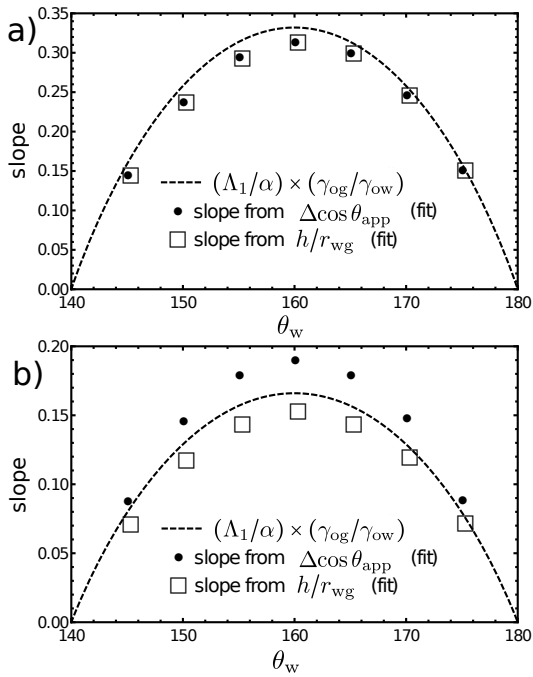 a)
0.35
0.30
0.25
0.20
0.15
0.10
0.05
0.00
slope
(Λ₁/α) × (γog/γow)
slope from Δcos θapp (fit)
slope from h/rwg (fit)
140 150 160 170 180
θw
b)
0.20
0.15
0.10
0.05
0.00
slope
(Λ₁/α) × (γog/γow)
slope from Δcos θapp (fit)
slope from h/rwg (fit)
140 150 160 170 180
θw